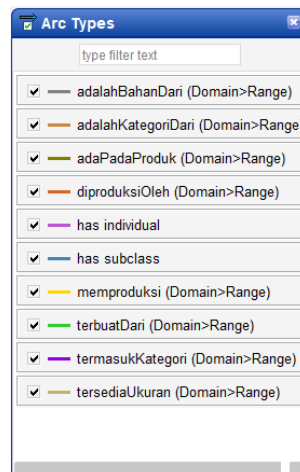 Arc Types
type filter text
adalahBahanDari (Domain>Range)
adalahKategoriDari (Domain>Range
adaPadaProduk (Domain>Range)
diproduksiOleh (Domain>Range)
has individual
has subclass
memproduksi (Domain>Range)
terbuatDari (Domain>Range)
termasukKategori (Domain>Range)
tersediaUkuran (Domain>Range)